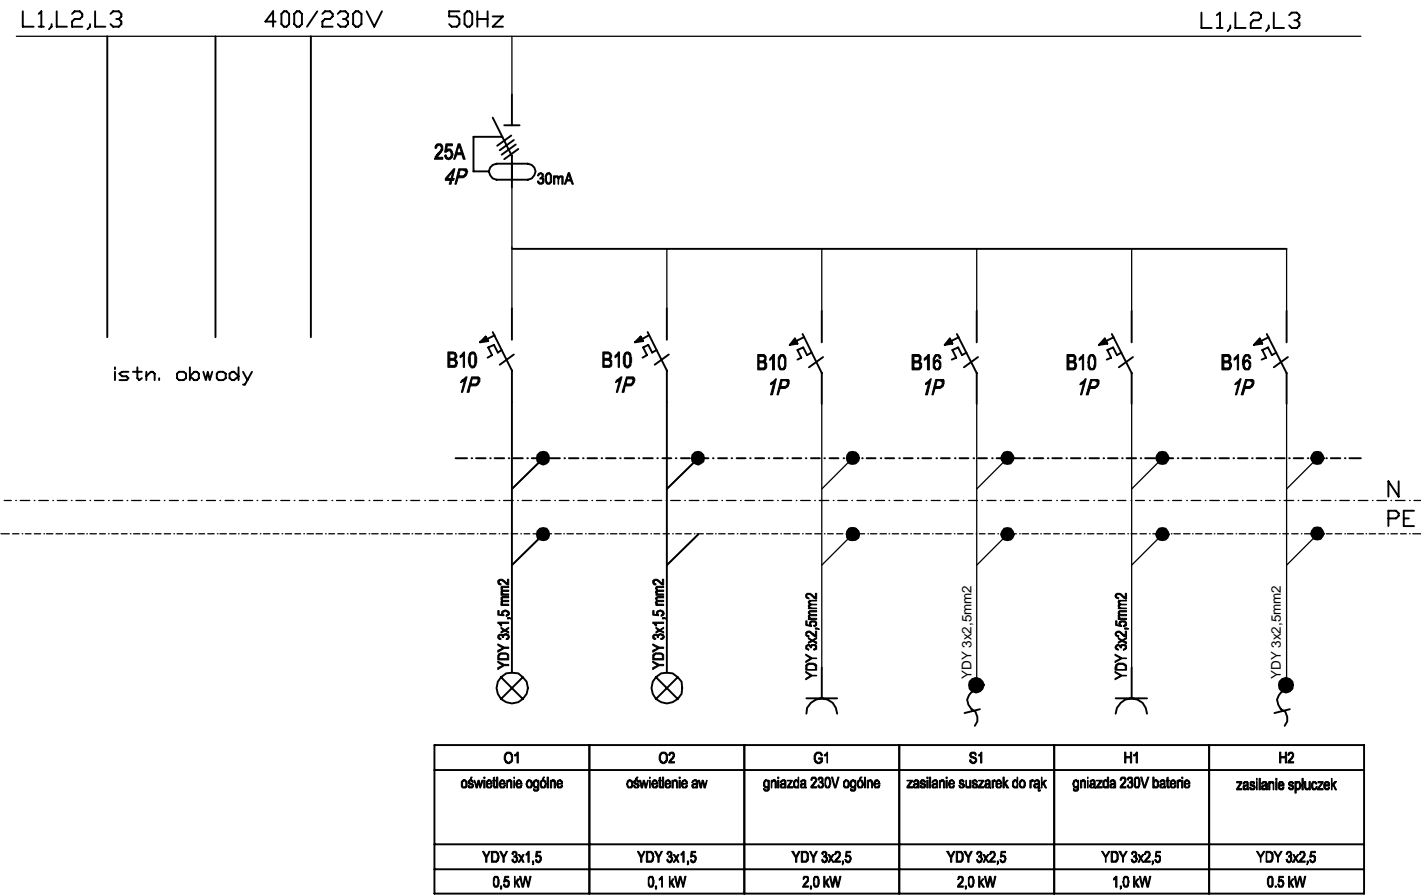 L1,L2,L3 400/230V 50Hz L1,L2,L3
25A
4P
30mA
B10
1P
B10
1P
B10
1P
B16
1P
B10
1P
B16
1P
istn. obwody
N
PE
YDY 3x1,5 mm2
YDY 3x1,5 mm2
YDY 3x2,5mm2
YDY 3x2,5mm2
YDY 3x2,5mm2
YDY 3x2,5mm2
O1 O2 G1 S1 H1 H2
oświetlenie ogólne oświetlenie aw gniazda 230V ogólne zasilanie suszarek do rąk gniazda 230V baterie zasilanie spłuczek
YDY 3x1,5 YDY 3x1,5 YDY 3x2,5 YDY 3x2,5 YDY 3x2,5 YDY 3x2,5
0,5 kW 0,1 kW 2,0 kW 2,0 kW 1,0 kW 0.5 kW